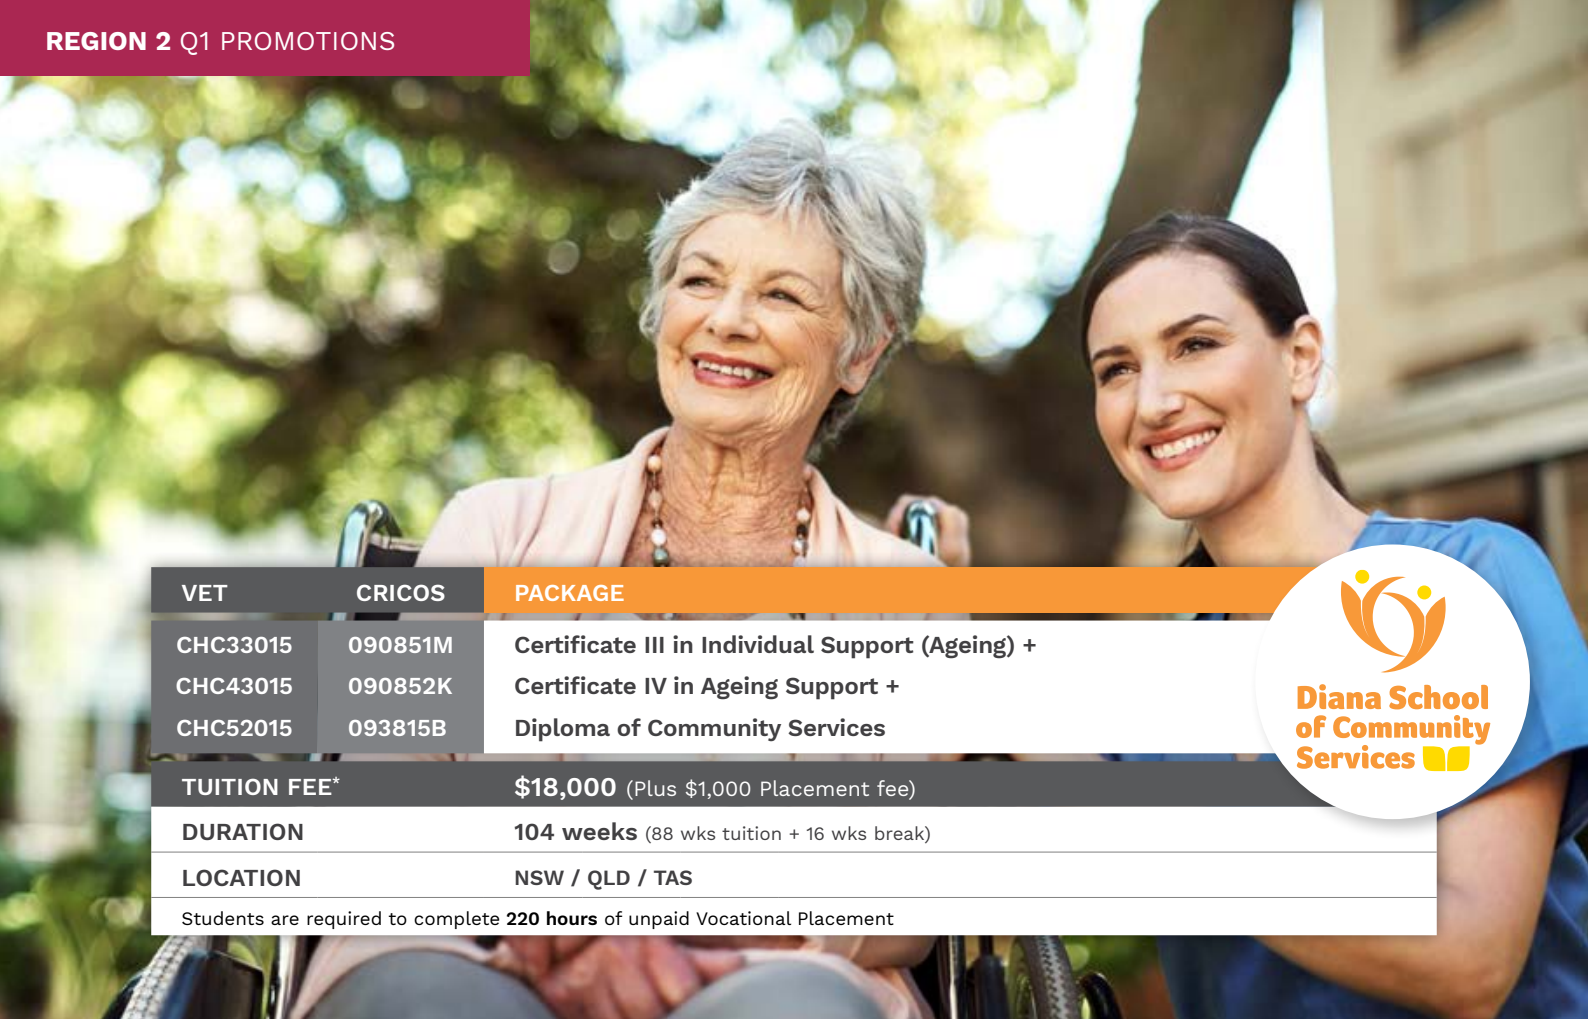 REGION 2 Q1 PROMOTIONS
VET CRICOS PACKAGE
CHC33015 090851M Certificate III in Individual Support (Ageing) +
CHC43015 090852K Certificate IV in Ageing Support +
CHC52015 093815B Diploma of Community Services
Diana School
of Community
Services
TUITION FEE* $18,000 (Plus $1,000 Placement fee)
DURATION 104 weeks (88 wks tuition + 16 wks break)
LOCATION NSW / QLD / TAS
Students are required to complete 220 hours of unpaid Vocational Placement